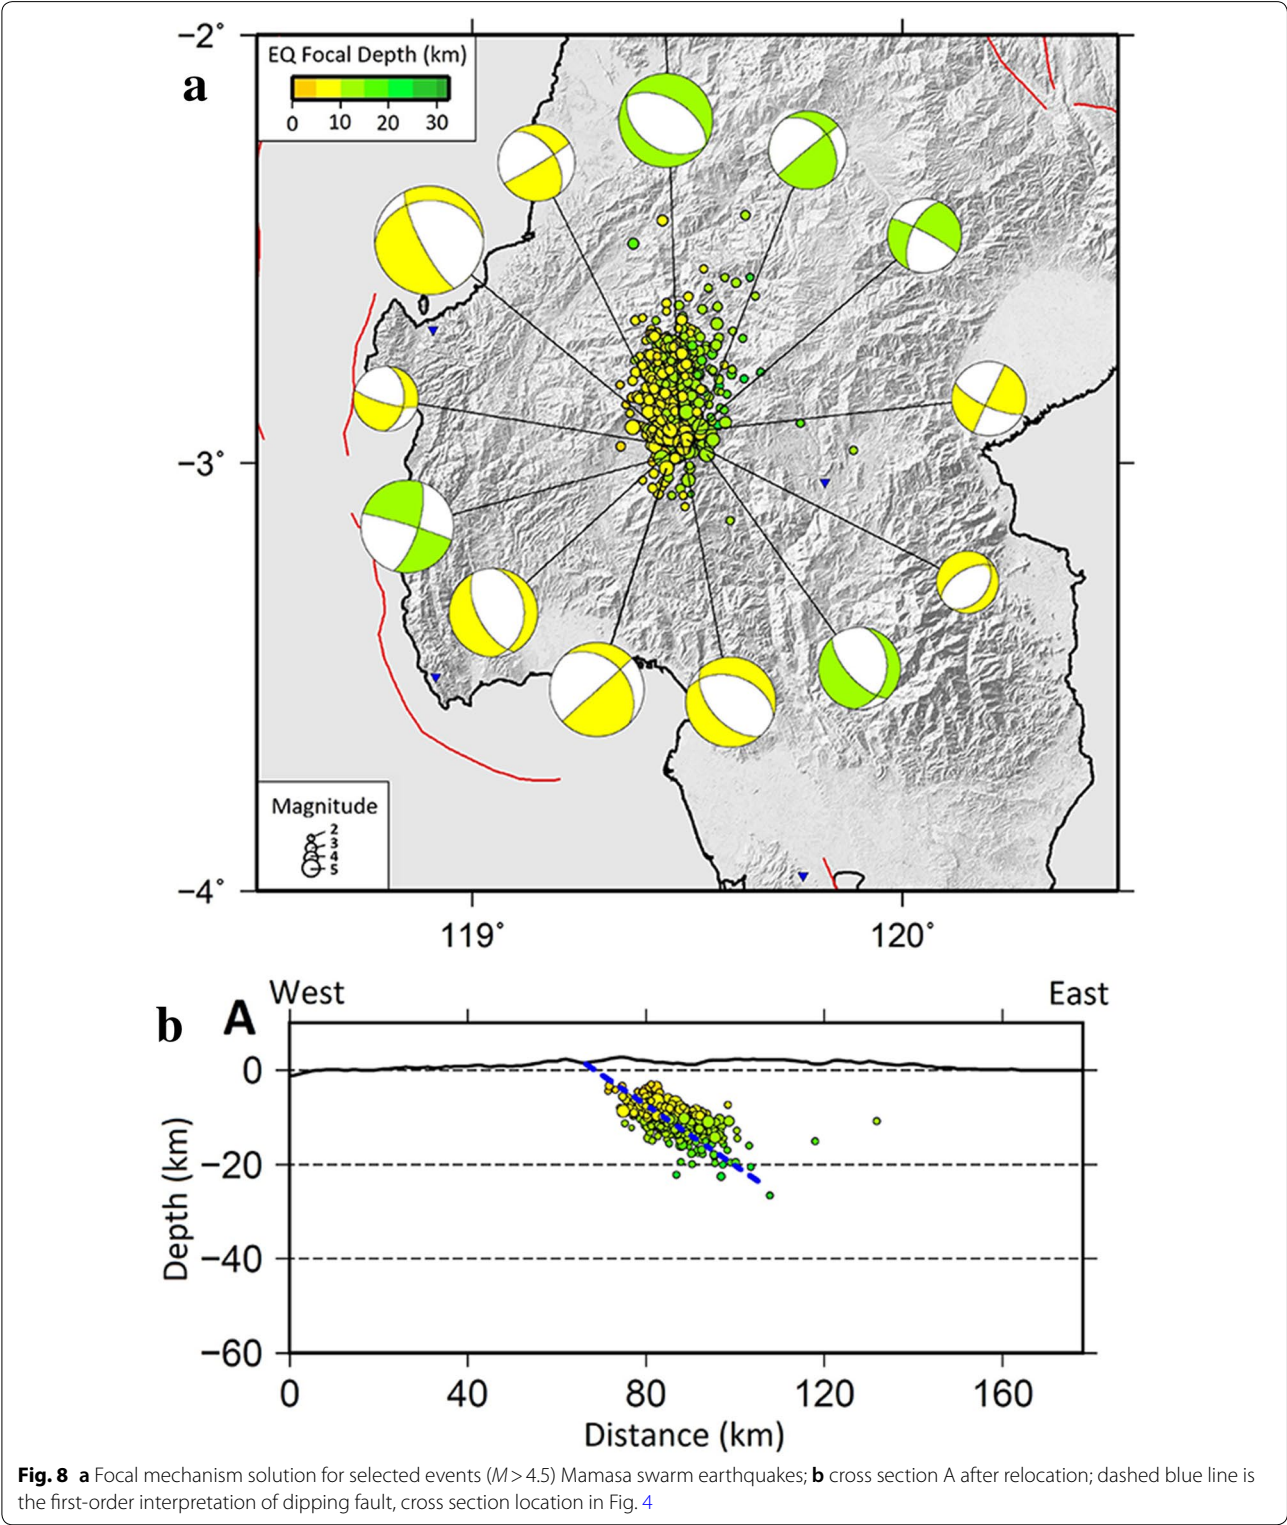 −2°
EQ Focal Depth (km)
a
0 10 20 30
−3°
Magnitude
2
3
4
5
−4°
119° 120°
West East
b A
0
−20
−40
−60
Depth (km)
0 40 80 120 160
Distance (km)
Fig. 8 a Focal mechanism solution for selected events (M > 4.5) Mamasa swarm earthquakes; b cross section A after relocation; dashed blue line is
the first-order interpretation of dipping fault, cross section location in Fig. 4